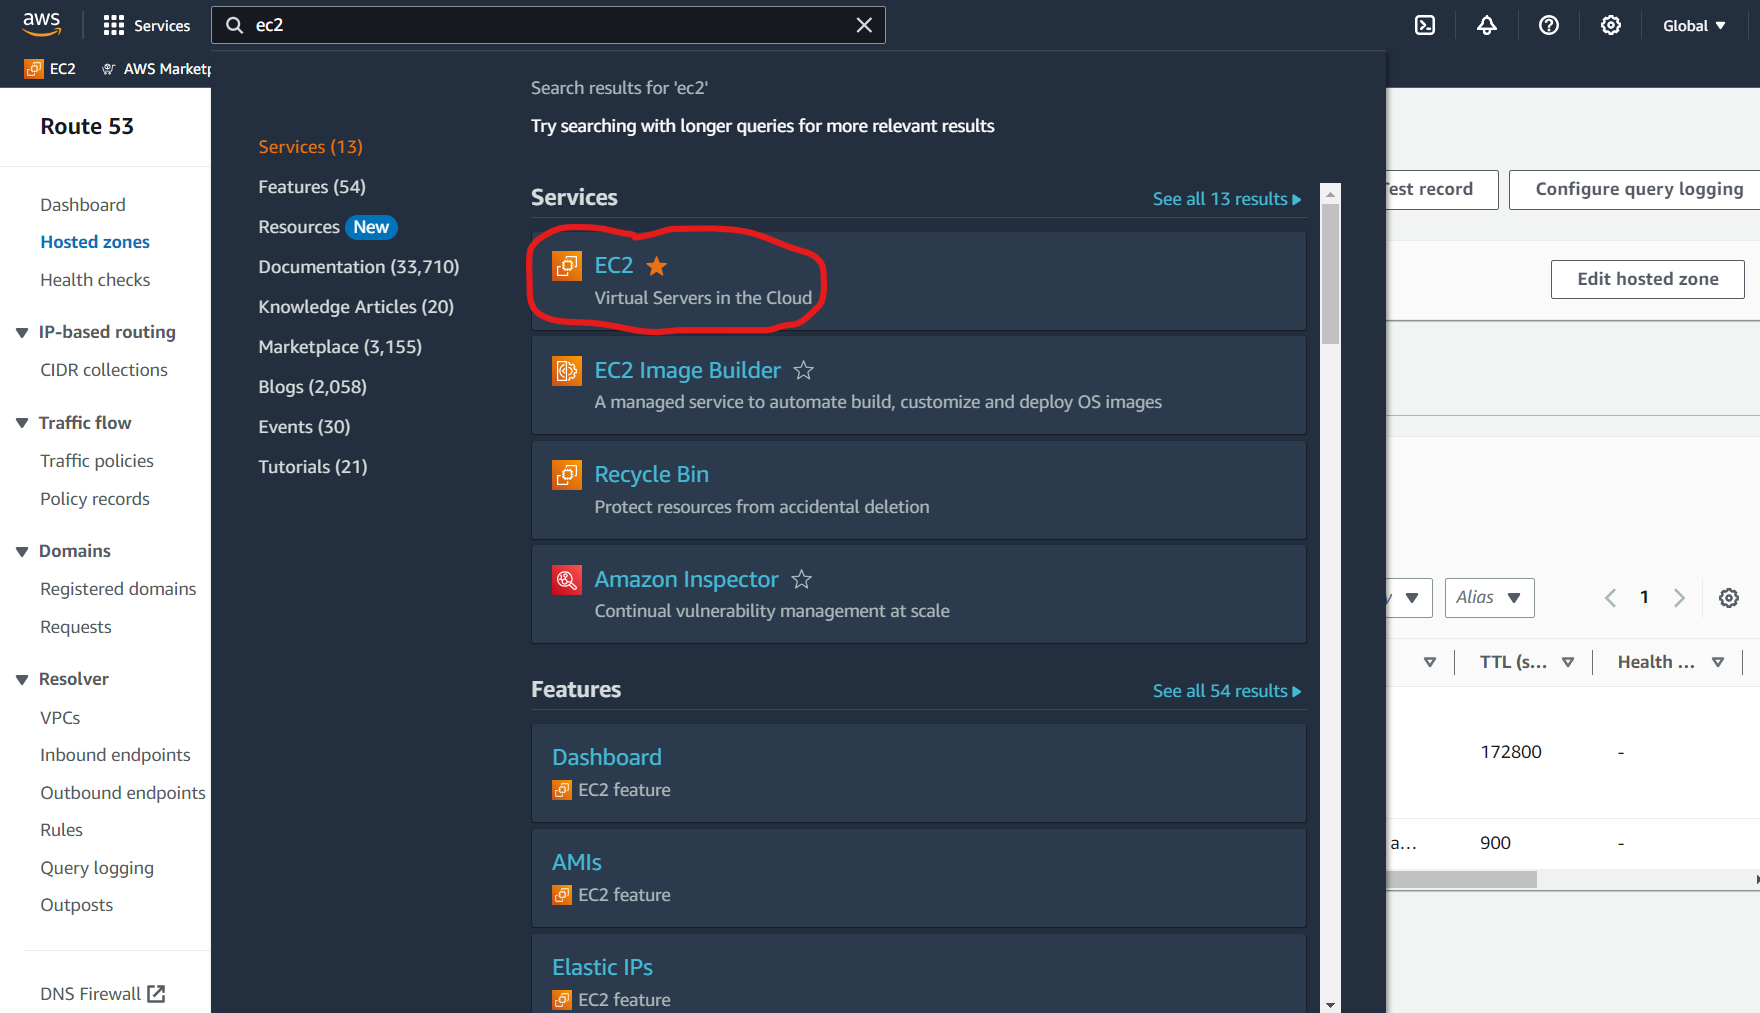 aws
Services
ec2
Global
EC2
AWS Marketp
Route 53
Dashboard
Hosted zones
Health checks
IP-based routing
CIDR collections
Traffic flow
Traffic policies
Policy records
Domains
Registered domains
Requests
Resolver
VPCs
Inbound endpoints
Outbound endpoints
Rules
Query logging
Outposts
DNS Firewall
Services (13)
Features (54)
Resources New
Documentation (33,710)
Knowledge Articles (20)
Marketplace (3,155)
Blogs (2,058)
Events (30)
Tutorials (21)
Search results for 'ec2'
Try searching with longer queries for more relevant results
Services
See all 13 results
EC2
Virtual Servers in the Cloud
EC2 Image Builder
A managed service to automate build, customize and deploy OS images
Recycle Bin
Protect resources from accidental deletion
Amazon Inspector
Continual vulnerability management at scale
Features
See all 54 results
Dashboard
EC2 feature
AMIs
EC2 feature
Elastic IPs
EC2 feature
Test record
Configure query logging
Edit hosted zone
y
Alias
1
TTL (s...
Health ...
172800
-
a...
900
-